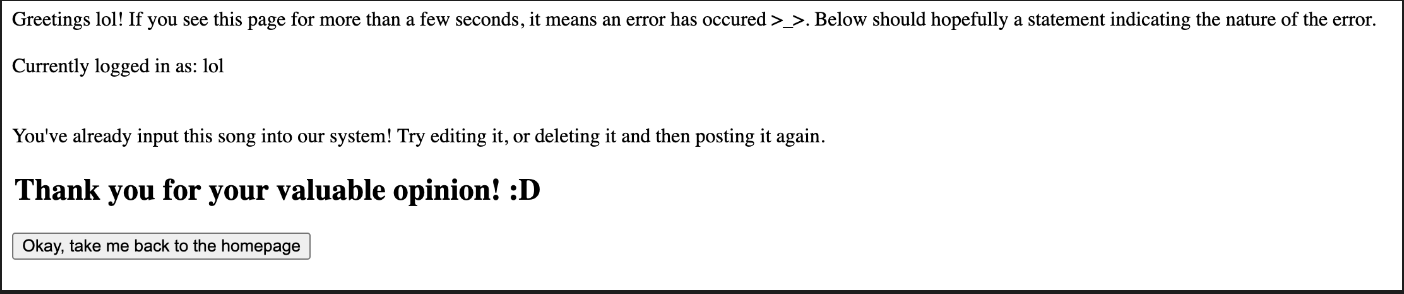 Greetings lol! If you see this page for more than a few seconds, it means an error has occured >_>. Below should hopefully a statement indicating the nature of the error.
Currently logged in as: lol
You've already input this song into our system! Try editing it, or deleting it and then posting it again.
Thank you for your valuable opinion! :D
Okay, take me back to the homepage